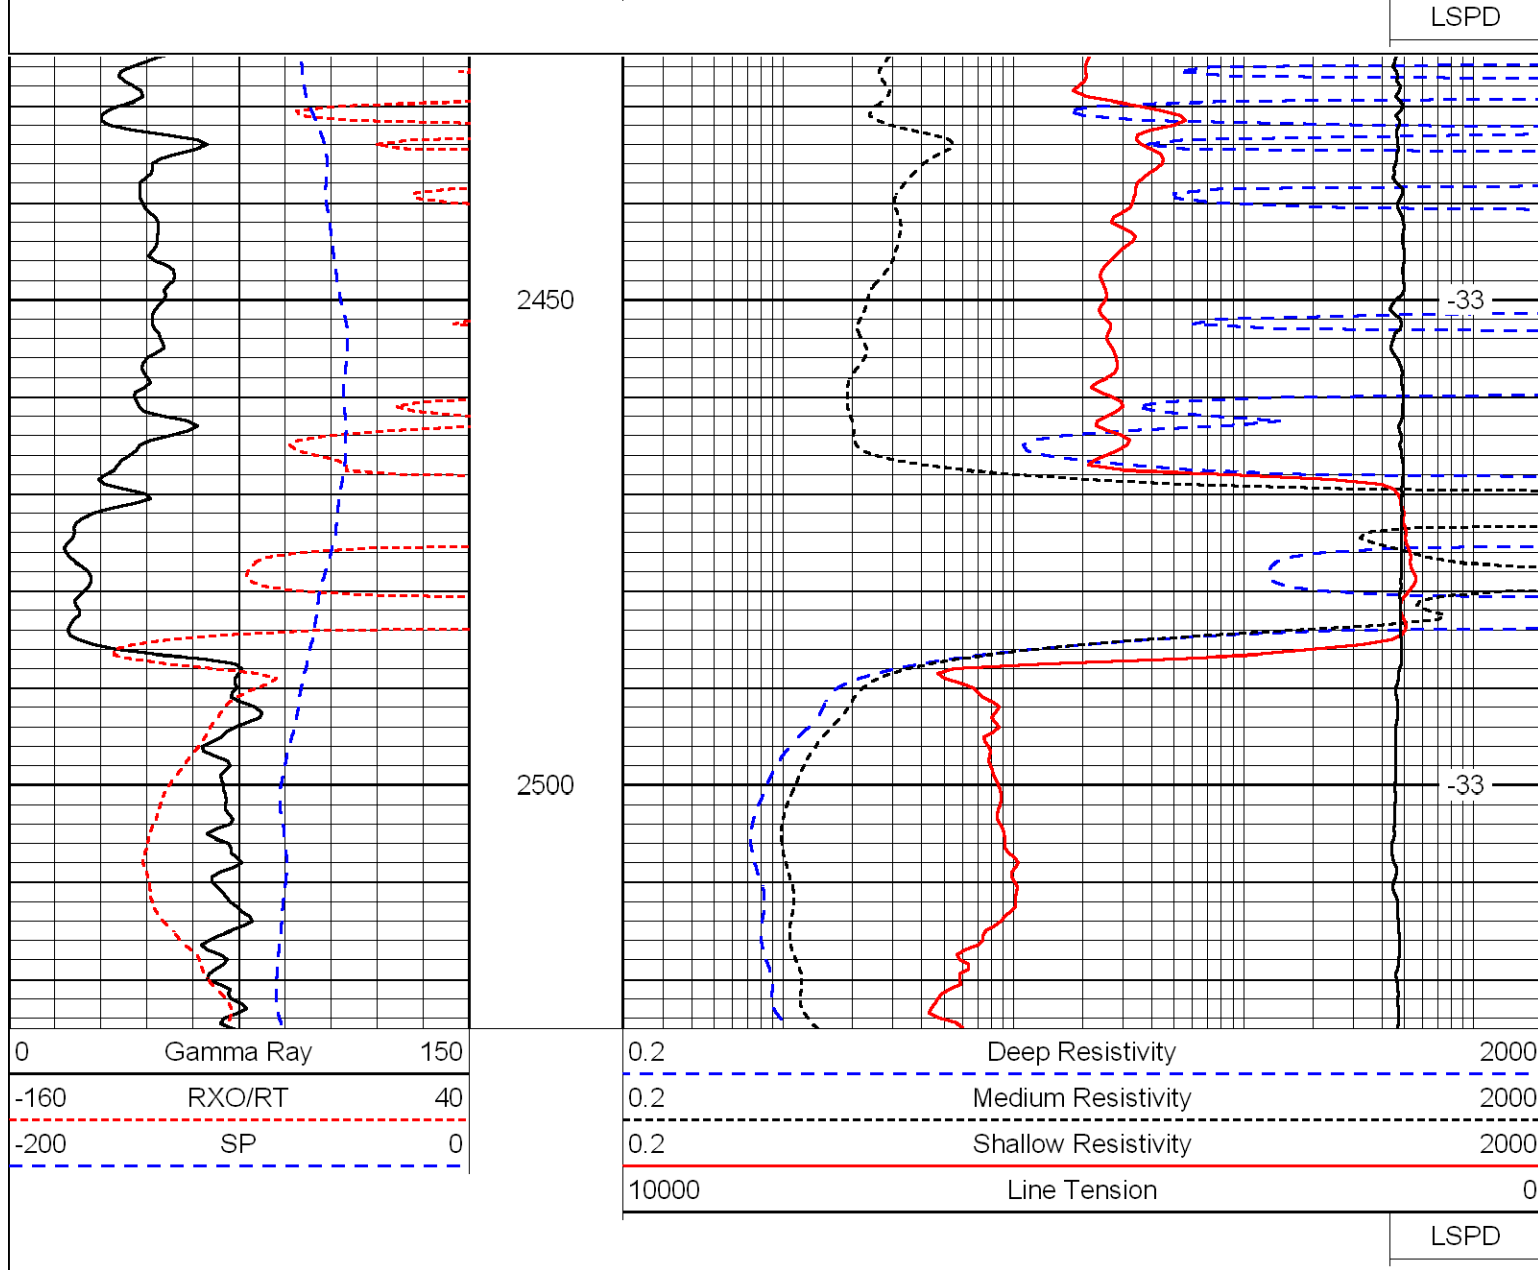 LSPD
2450
-33
2500
-33
0 Gamma Ray 150
-160 RXO/RT 40
-200 SP 0
0.2 Deep Resistivity 2000
0.2 Medium Resistivity 2000
0.2 Shallow Resistivity 2000
10000 Line Tension 0
LSPD